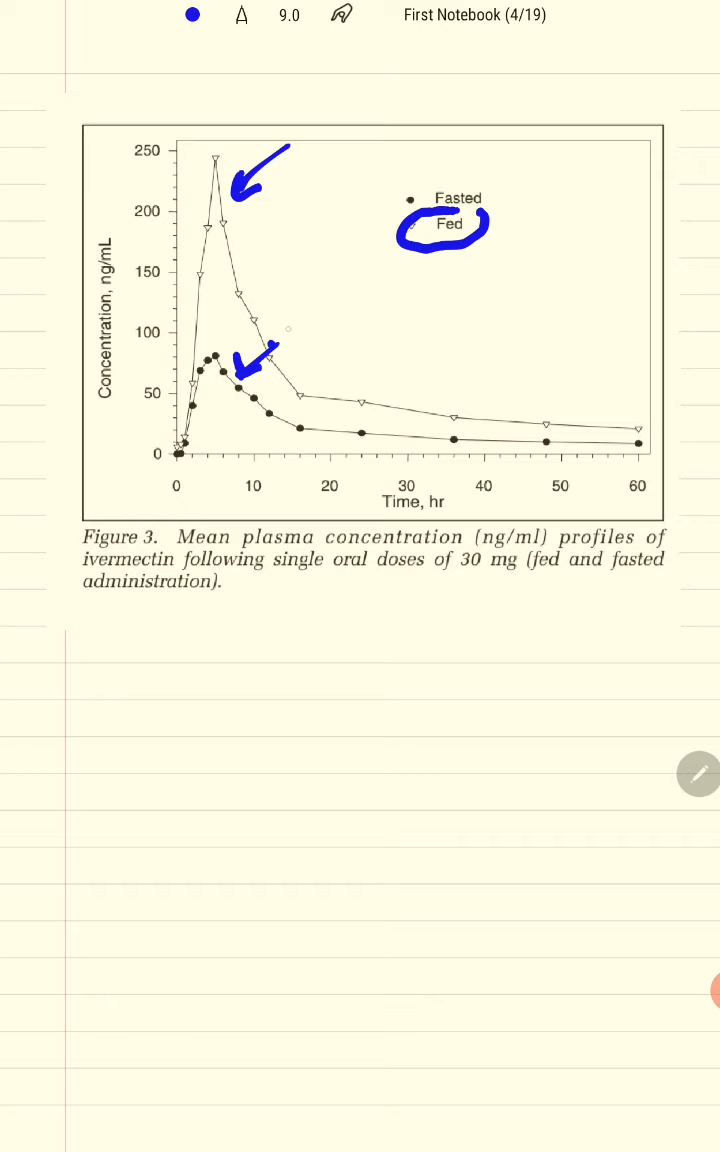 9.0 First Notebook (4/19)
250
200
150
100
50
0
Concentration, ng/mL
Fasted
Fed
0 10 20 30 40 50 60
Time, hr
Figure 3. Mean plasma concentration (ng/ml) profiles of
ivermectin following single oral doses of 30 mg (fed and fasted
administration).